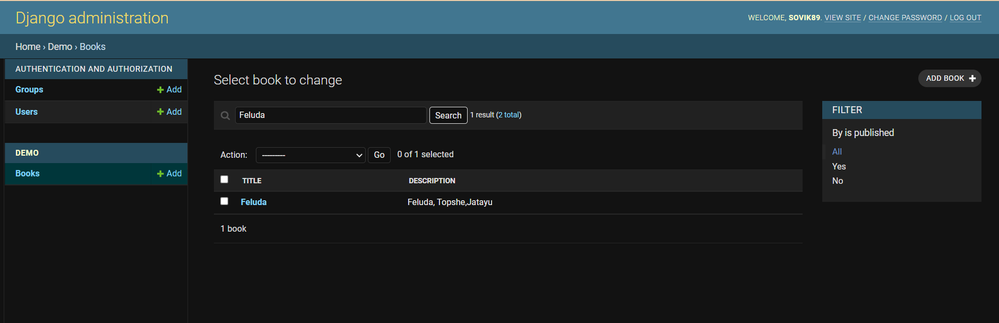 Django administration
WELCOME, SOVIK89. VIEW SITE / CHANGE PASSWORD / LOG OUT
Home › Demo › Books
AUTHENTICATION AND AUTHORIZATION
Groups + Add
Users + Add
DEMO
Books + Add
Select book to change
ADD BOOK +
Feluda Search 1 result (2 total)
Action: --------- Go 0 of 1 selected
TITLE DESCRIPTION
Feluda Feluda, Topshe,Jatayu
1 book
FILTER
By is published
All
Yes
No